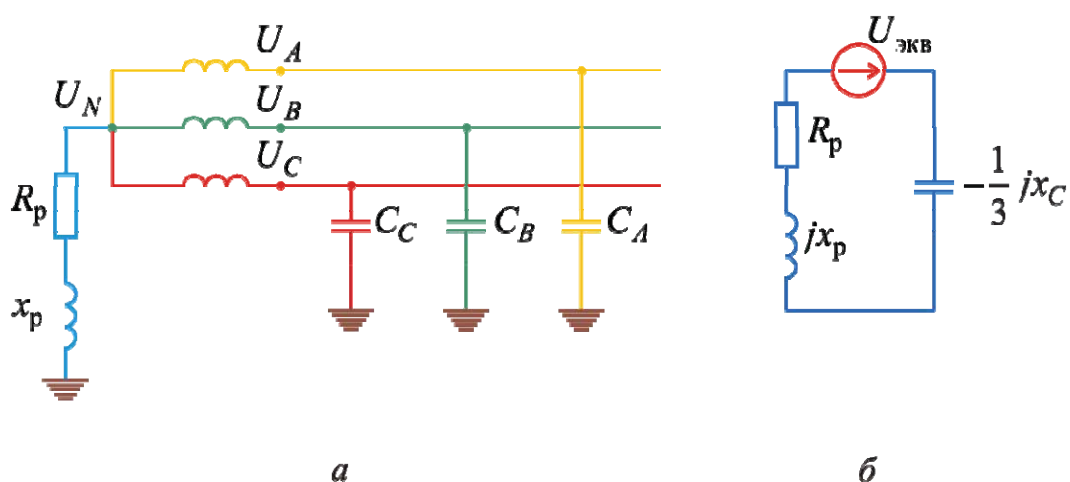 U_A
U_N
U_B
U_C
R_р
x_р
C_C
C_B
C_A
а
U_экв
R_р
jx_р
-1/3 jx_C
б